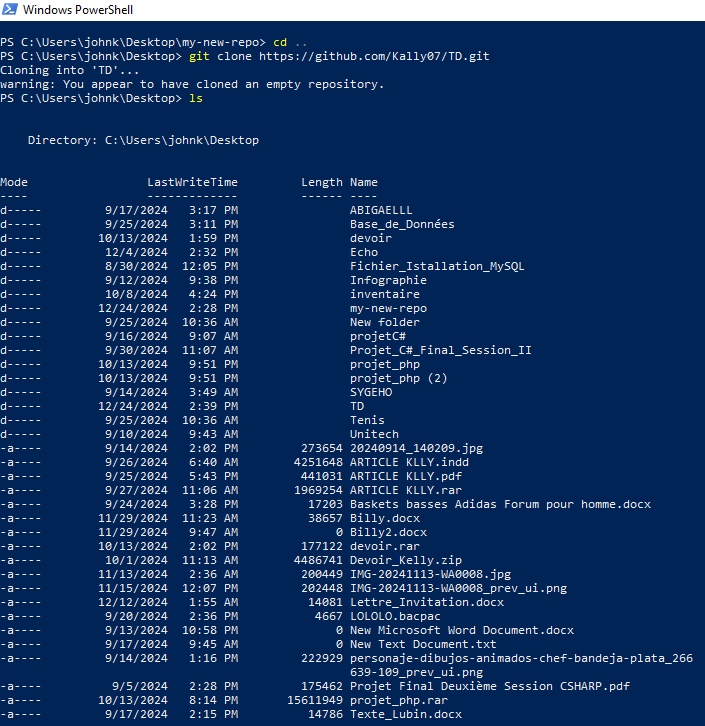 Windows PowerShell
PS C:\Users\johnk\Desktop\my-new-repo> cd ..
PS C:\Users\johnk\Desktop> git clone https://github.com/Kally07/TD.git
Cloning into 'TD'...
warning: You appear to have cloned an empty repository.
PS C:\Users\johnk\Desktop> ls
Directory: C:\Users\johnk\Desktop
Mode LastWriteTime Length Name
---- ------------- ------ ----
d----- 9/17/2024 3:17 PM ABIGAELLL
d----- 9/25/2024 3:11 PM Base_de_Données
d----- 10/13/2024 1:59 PM devoir
d----- 12/4/2024 2:32 PM Echo
d----- 8/30/2024 12:05 PM Fichier_Istallation_MySQL
d----- 9/12/2024 9:38 PM Infographie
d----- 10/8/2024 4:24 PM inventaire
d----- 12/24/2024 2:28 PM my-new-repo
d----- 9/25/2024 10:36 AM New folder
d----- 9/16/2024 9:07 AM projetC#
d----- 9/30/2024 11:07 AM Projet_C#_Final_Session_II
d----- 10/13/2024 9:51 PM projet_php
d----- 10/13/2024 9:51 PM projet_php (2)
d----- 9/14/2024 3:49 AM SYGEHO
d----- 12/24/2024 2:39 PM TD
d----- 9/25/2024 10:36 AM Tenis
d----- 9/10/2024 9:43 AM Unitech
-a---- 9/14/2024 2:02 PM 273654 20240914_140209.jpg
-a---- 9/26/2024 6:40 AM 4251648 ARTICLE KLLY.indd
-a---- 9/25/2024 5:43 PM 441031 ARTICLE KLLY.pdf
-a---- 9/27/2024 11:06 AM 1969254 ARTICLE KLLY.rar
-a---- 9/24/2024 3:28 PM 17203 Baskets basses Adidas Forum pour homme.docx
-a---- 11/29/2024 11:23 AM 38657 Billy.docx
-a---- 11/29/2024 9:47 AM 0 Billy2.docx
-a---- 10/13/2024 2:02 PM 177122 devoir.rar
-a---- 10/1/2024 11:13 AM 4486741 Devoir_Kelly.zip
-a---- 11/13/2024 2:36 AM 200449 IMG-20241113-WA0008.jpg
-a---- 11/15/2024 12:07 PM 202448 IMG-20241113-WA0008_prev_ui.png
-a---- 12/12/2024 1:55 AM 14081 Lettre_Invitation.docx
-a---- 9/20/2024 2:36 PM 4667 LOLOLO.bacpac
-a---- 9/13/2024 10:58 PM 0 New Microsoft Word Document.docx
-a---- 9/17/2024 9:45 AM 0 New Text Document.txt
-a---- 9/14/2024 1:16 PM 222929 personaje-dibujos-animados-chef-bandeja-plata_266
639-109_prev_ui.png
-a---- 9/5/2024 2:28 PM 175462 Projet Final Deuxième Session CSHARP.pdf
-a---- 10/13/2024 8:14 PM 15611949 projet_php.rar
-a---- 9/17/2024 2:15 PM 14786 Texte_Lubin.docx